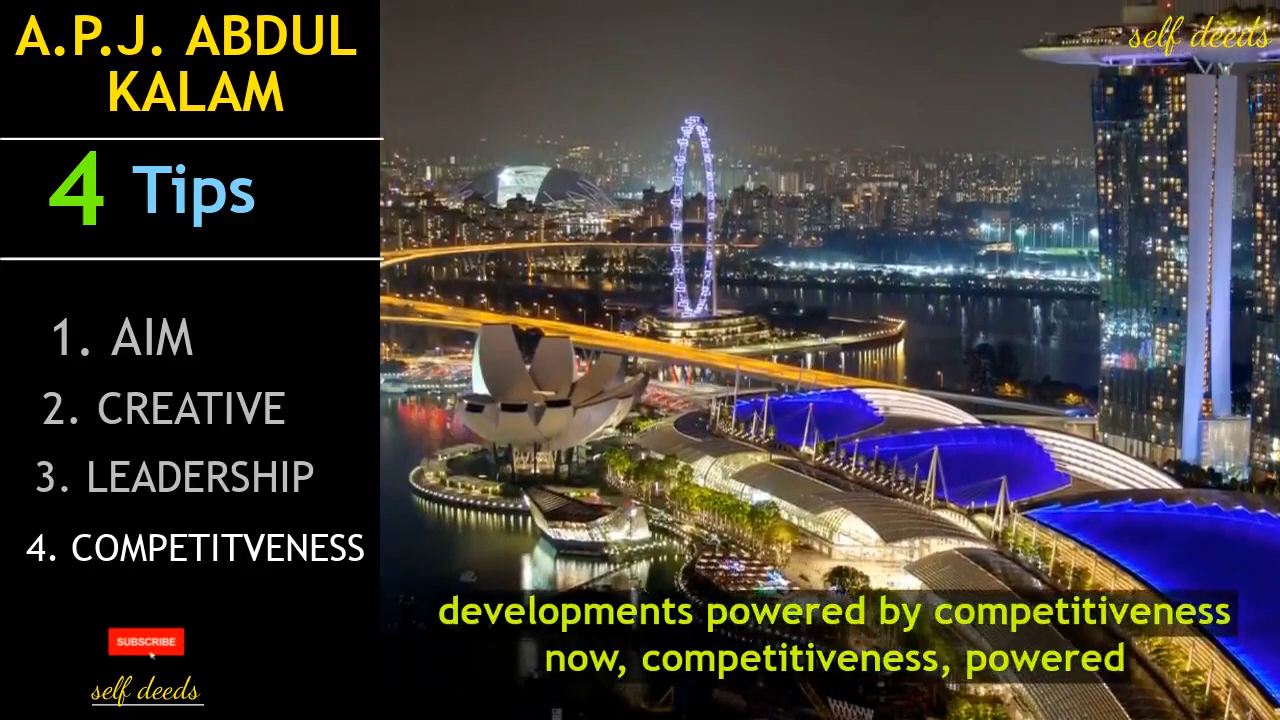 A.P.J. ABDUL
KALAM
4 Tips
1. AIM
2. CREATIVE
3. LEADERSHIP
4. COMPETITVENESS
SUBSCRIBE
self deeds
self deeds
developments powered by competitiveness
now, competitiveness, powered